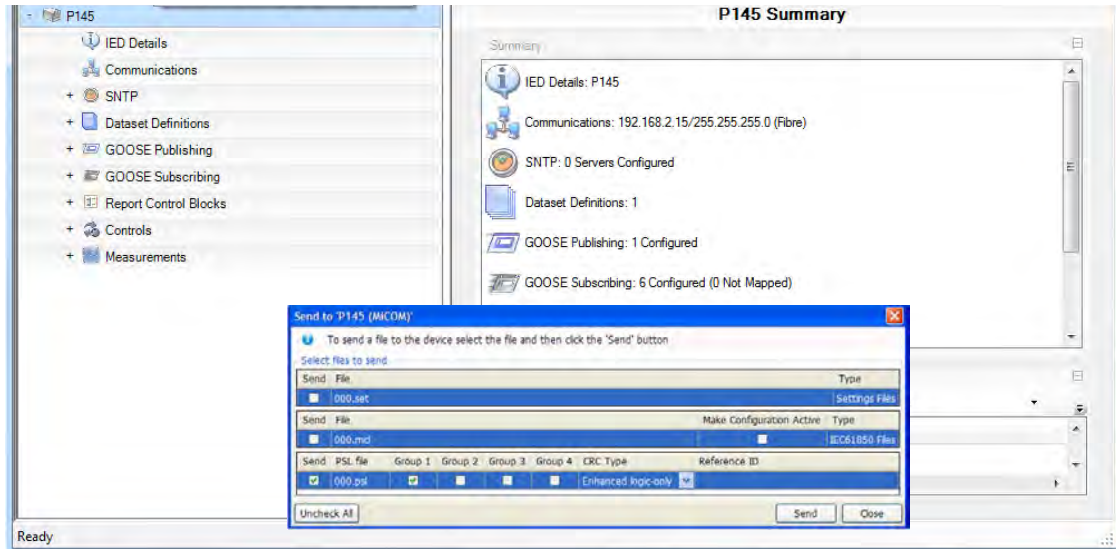 P145
IED Details
Communications
+ SNTP
+ Dataset Definitions
+ GOOSE Publishing
+ GOOSE Subscribing
+ Report Control Blocks
+ Controls
+ Measurements
P145 Summary
Summary
IED Details: P145
Communications: 192.168.2.15/255.255.255.0 (Fibre)
SNTP: 0 Servers Configured
Dataset Definitions: 1
GOOSE Publishing: 1 Configured
GOOSE Subscribing: 6 Configured (0 Not Mapped)
Send to 'P145 (MiCOM)'
To send a file to the device select the file and then click the 'Send' button
Select files to send
Send File Type
000.set Settings Files
Send File Make Configuration Active Type
000.mcl IEC61850 Files
Send PSL file Group 1 Group 2 Group 3 Group 4 CRC Type Reference ID
000.psl Enhanced logic-only
Uncheck All Send Close
Ready